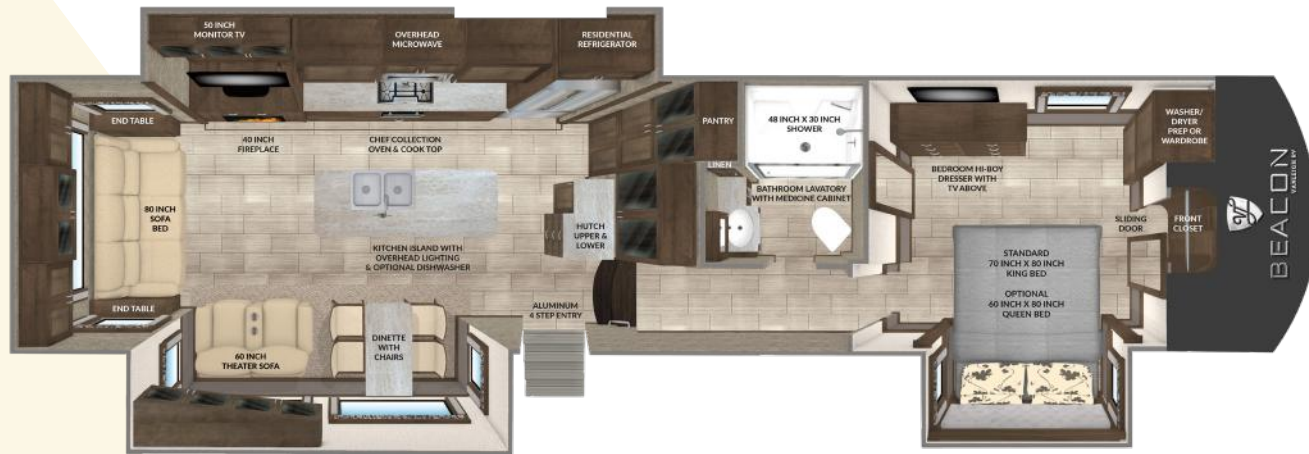 50 INCH
MONITOR TV
OVERHEAD
MICROWAVE
RESIDENTIAL
REFRIGERATOR
END TABLE
40 INCH
FIREPLACE
CHEF COLLECTION
OVEN & COOK TOP
PANTRY
48 INCH X 30 INCH
SHOWER
WASHER/
DRYER
PREP OR
WARDROBE
LINEN
BEDROOM HI-BOY
DRESSER WITH
TV ABOVE
BATHROOM LAVATORY
WITH MEDICINE CABINET
80 INCH
SOFA
BED
HUTCH
UPPER &
LOWER
SLIDING
DOOR
FRONT
CLOSET
KITCHEN ISLAND WITH
OVERHEAD LIGHTING
& OPTIONAL DISHWASHER
STANDARD
70 INCH X 80 INCH
KING BED
OPTIONAL
60 INCH X 80 INCH
QUEEN BED
END TABLE
ALUMINUM
4 STEP ENTRY
60 INCH
THEATER SOFA
DINETTE
WITH
CHAIRS
BEACON
VANLEIGH RV